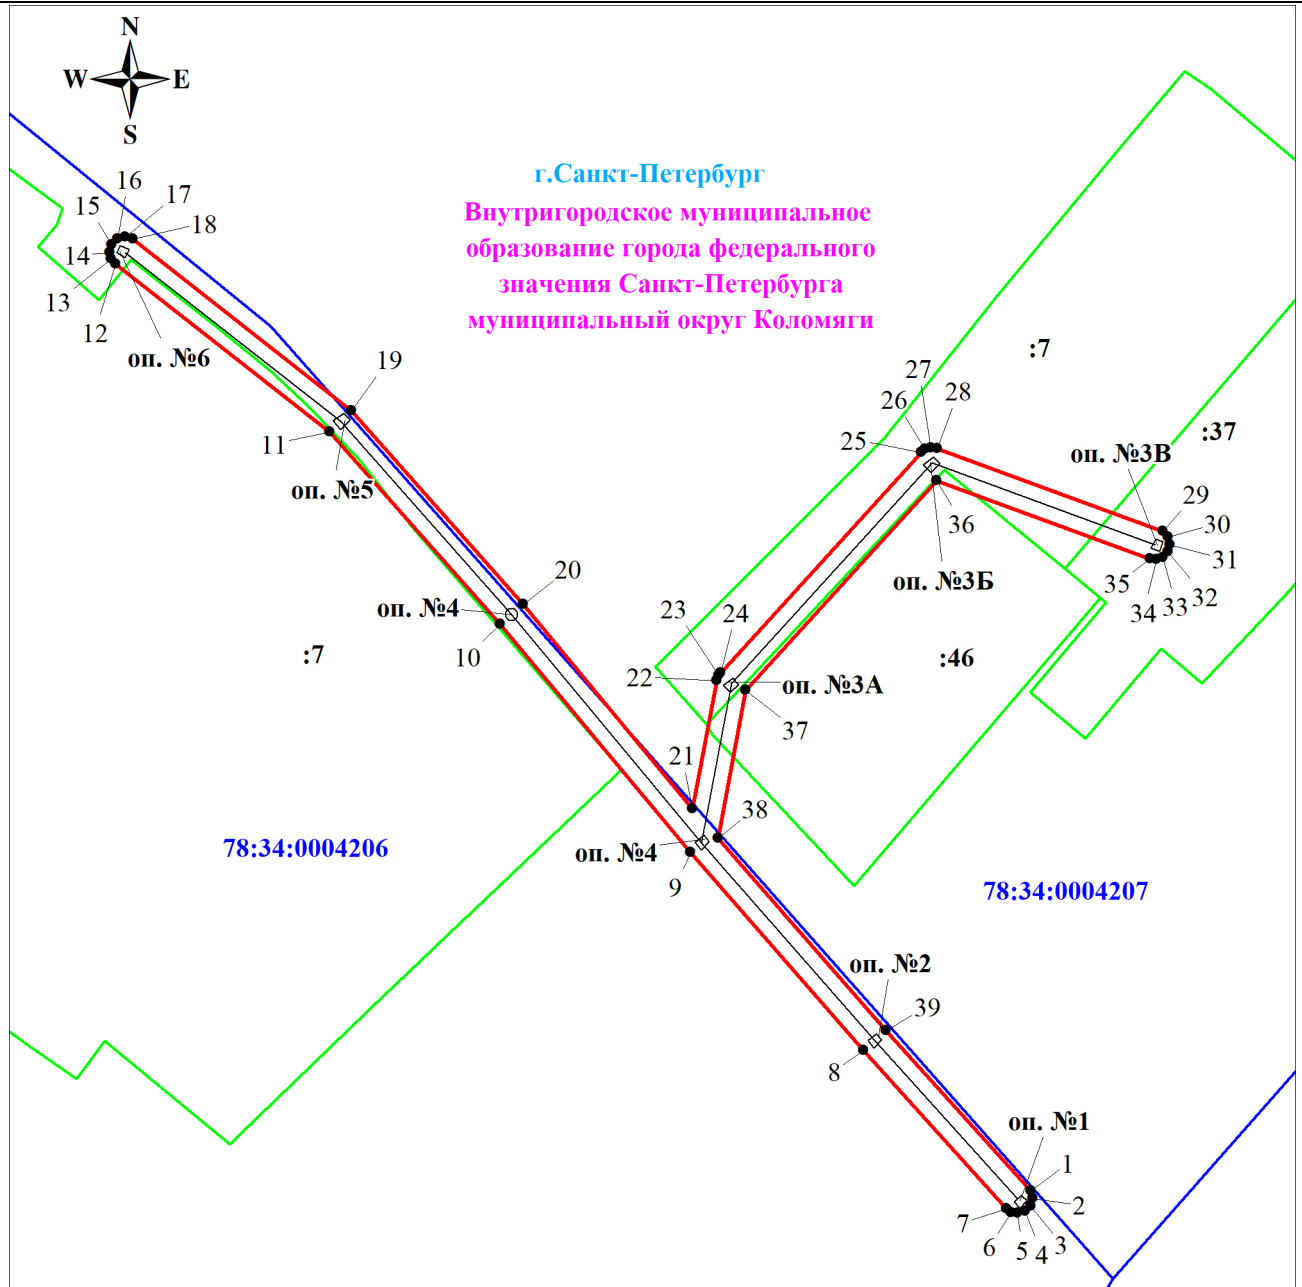 N
W E
S
г.Санкт-Петербург
Внутригородское муниципальное
образование города федерального
значения Санкт-Петербурга
муниципальный округ Коломяги
16
17
15
18
14
13
12
оп. №6
19
11
оп. №5
:7
27
28
26
25
:37
оп. №3В
29
30
31
32
33
34
35
36
оп. №3Б
20
оп. №4
10
:7
23
24
22
:46
оп. №3А
37
21
38
оп. №4
9
78:34:0004206
78:34:0004207
оп. №2
39
8
оп. №1
1
2
3
4
5
6
7